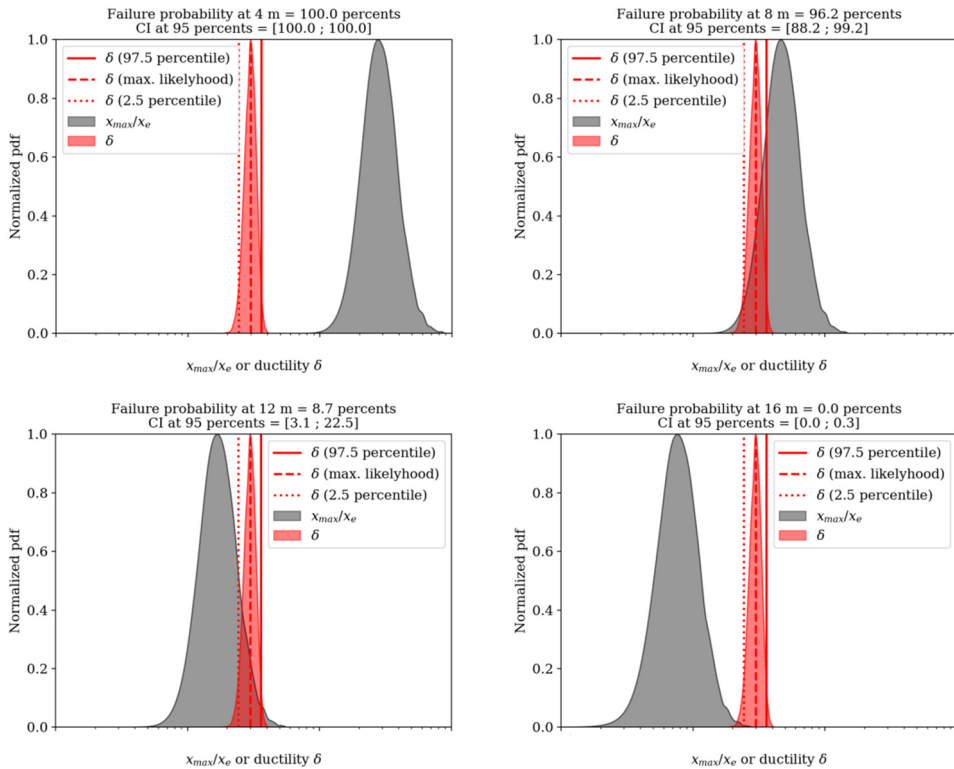 Failure probability at 4 m = 100.0 percents
CI at 95 percents = [100.0 ; 100.0]
1.0
0.8
0.6
0.4
0.2
0.0
Normalized pdf
δ (97.5 percentile)
δ (max. likelyhood)
δ (2.5 percentile)
x_max/x_e
δ
x_max/x_e or ductility δ
Failure probability at 8 m = 96.2 percents
CI at 95 percents = [88.2 ; 99.2]
1.0
0.8
0.6
0.4
0.2
0.0
Normalized pdf
δ (97.5 percentile)
δ (max. likelyhood)
δ (2.5 percentile)
x_max/x_e
δ
x_max/x_e or ductility δ
Failure probability at 12 m = 8.7 percents
CI at 95 percents = [3.1 ; 22.5]
1.0
0.8
0.6
0.4
0.2
0.0
Normalized pdf
δ (97.5 percentile)
δ (max. likelyhood)
δ (2.5 percentile)
x_max/x_e
δ
x_max/x_e or ductility δ
Failure probability at 16 m = 0.0 percents
CI at 95 percents = [0.0 ; 0.3]
1.0
0.8
0.6
0.4
0.2
0.0
Normalized pdf
δ (97.5 percentile)
δ (max. likelyhood)
δ (2.5 percentile)
x_max/x_e
δ
x_max/x_e or ductility δ